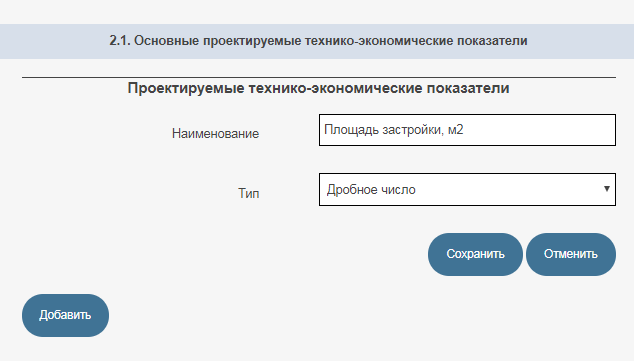 2.1. Основные проектируемые технико-экономические показатели
Проектируемые технико-экономические показатели
Наименование Площадь застройки, м2
Тип Дробное число
Сохранить Отменить
Добавить